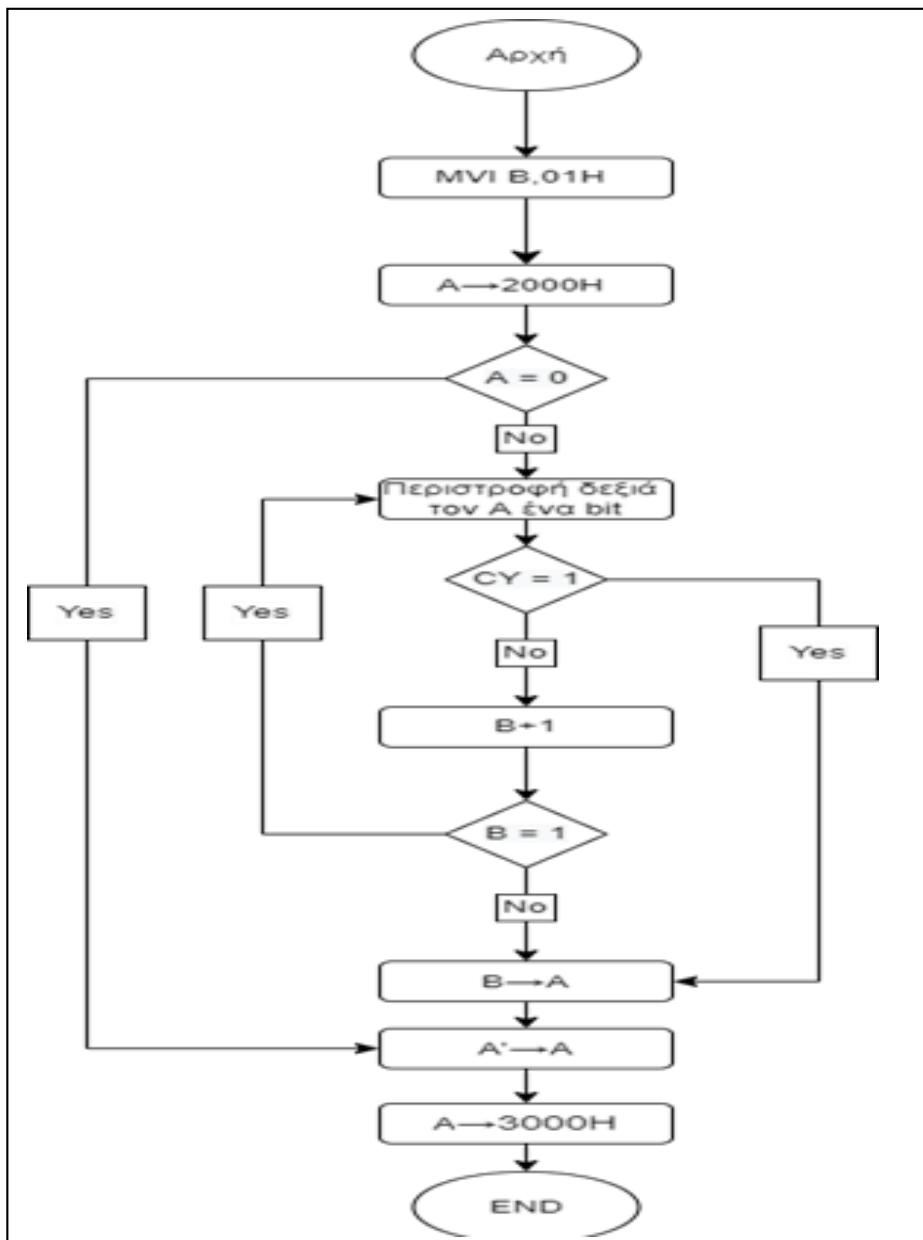 Αρχή
MVI B,01H
A→2000H
A = 0
No
Περιστροφή δεξιά
τον Α ένα bit
CY = 1
Yes
Yes
Yes
No
B+1
B = 1
No
B→A
A'→A
A→3000H
END